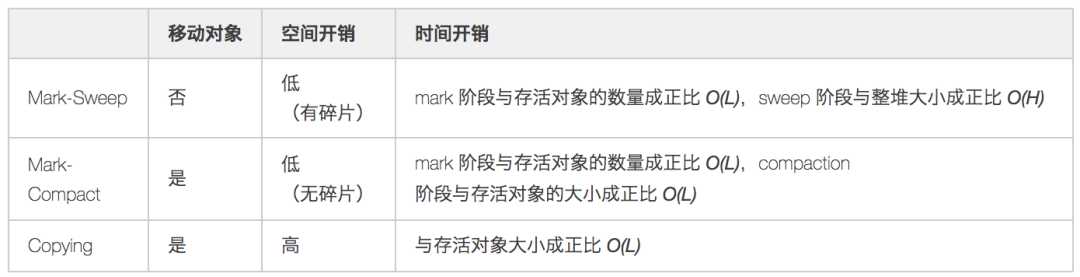 移动对象 空间开销 时间开销
Mark-Sweep 否 低
（有碎片） mark 阶段与存活对象的数量成正比 O(L)，sweep 阶段与整堆大小成正比 O(H)
Mark-
Compact 是 低
（无碎片） mark 阶段与存活对象的数量成正比 O(L)，compaction
阶段与存活对象的大小成正比 O(L)
Copying 是 高 与存活对象大小成正比 O(L)